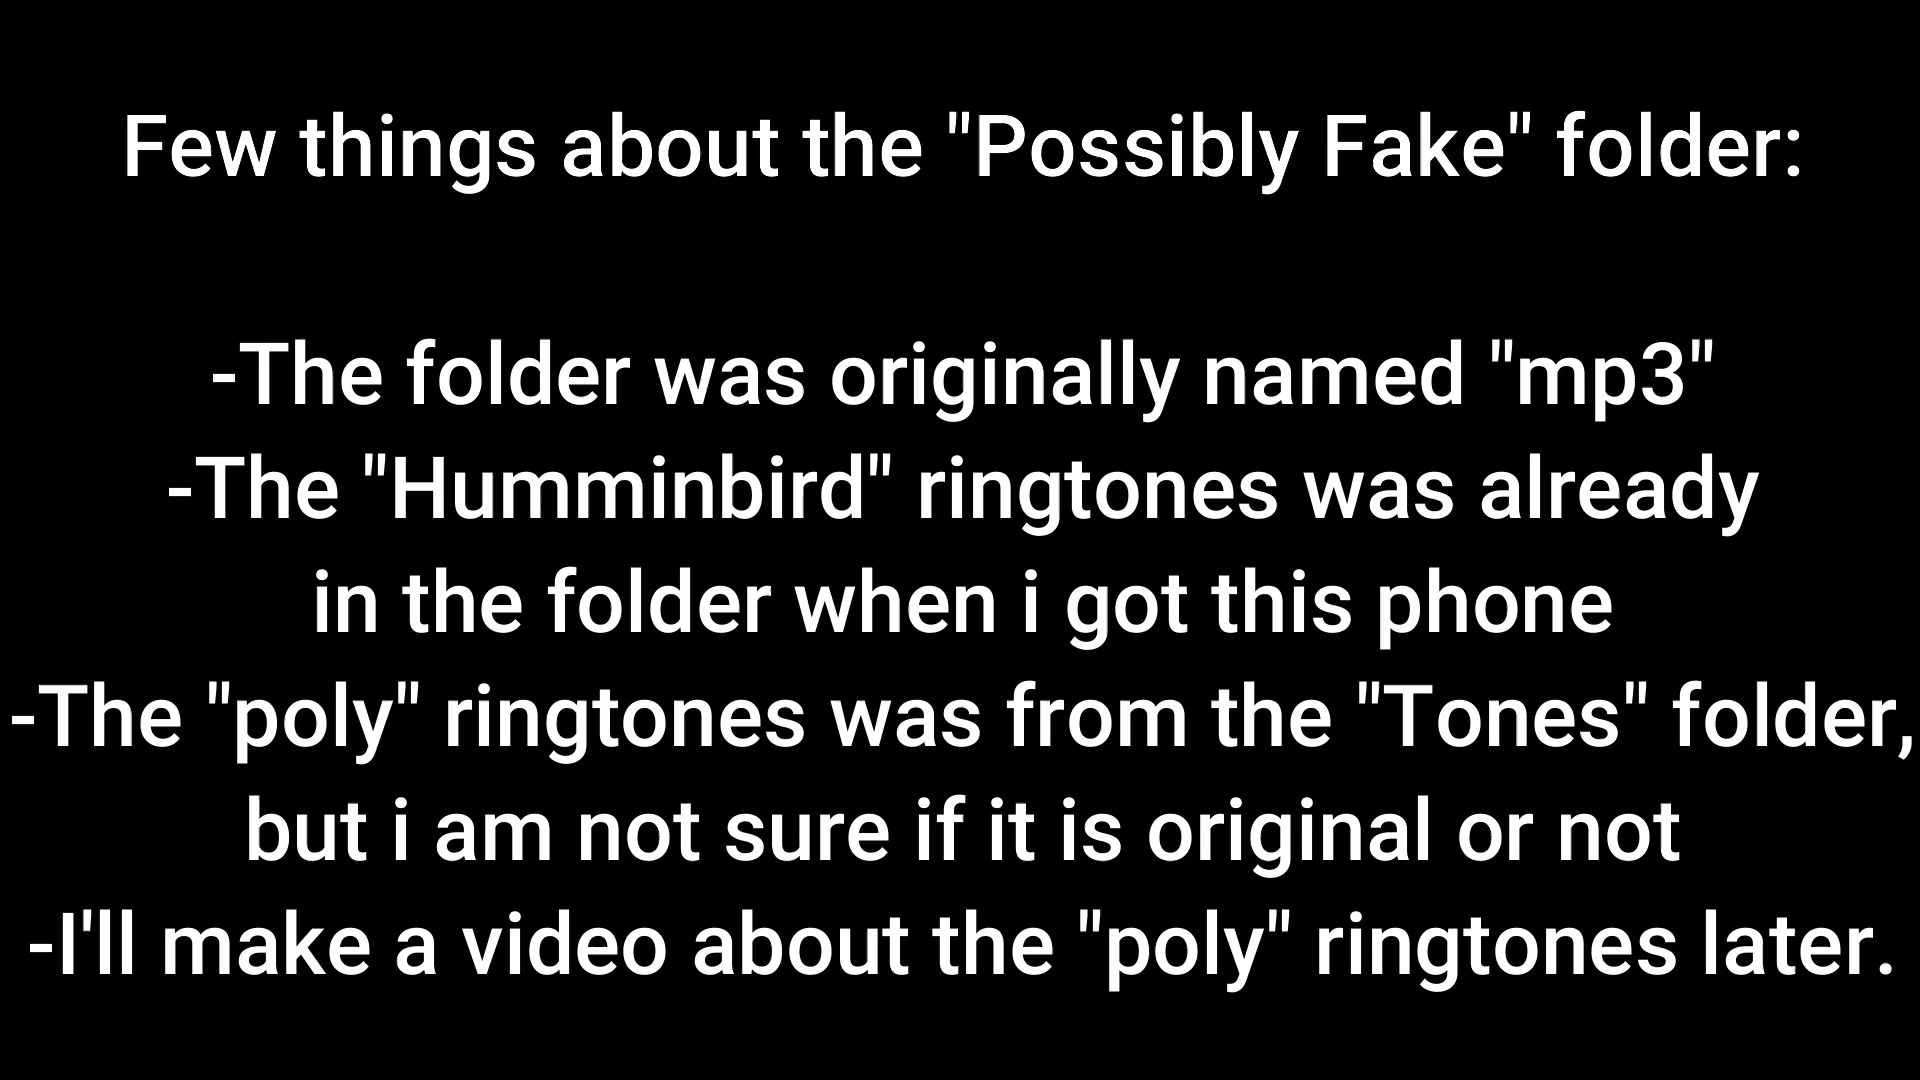 Few things about the "Possibly Fake" folder:
-The folder was originally named "mp3"
-The "Humminbird" ringtones was already
in the folder when i got this phone
-The "poly" ringtones was from the "Tones" folder,
but i am not sure if it is original or not
-I'll make a video about the "poly" ringtones later.